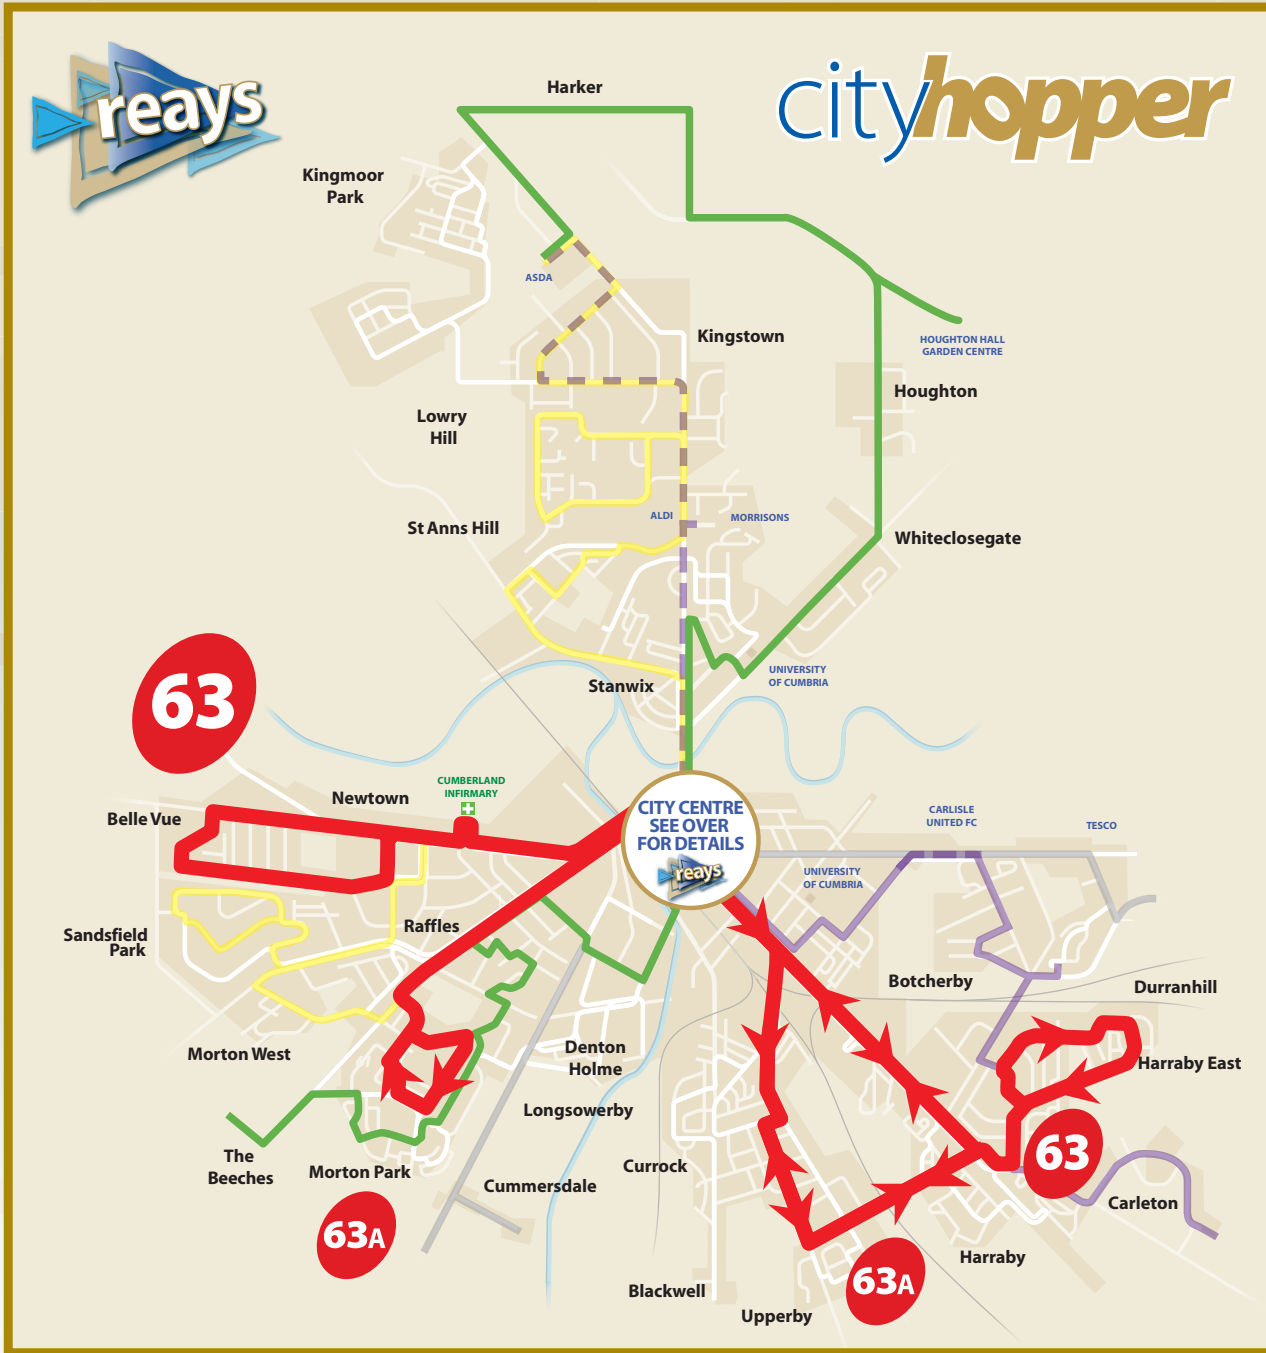 reays
cityhopper
Harker
Kingmoor
Park
ASDA
Kingstown
HOUGHTON HALL
GARDEN CENTRE
Houghton
Lowry
Hill
St Anns Hill
ALDI
MORRISONS
Whiteclosegate
Stanwix
UNIVERSITY
OF CUMBRIA
63
Newtown
CUMBERLAND
INFIRMARY
Belle Vue
CITY CENTRE
SEE OVER
FOR DETAILS
reays
CARLISLE
UNITED FC
TESCO
UNIVERSITY
OF CUMBRIA
Raffles
Sandsfield
Park
Botcherby
Durranhill
Morton West
Denton
Holme
Harraby East
Longsowerby
The
Beeches
Morton Park
Currock
63
Cummersdale
Carleton
63A
Harraby
63A
Blackwell
Upperby